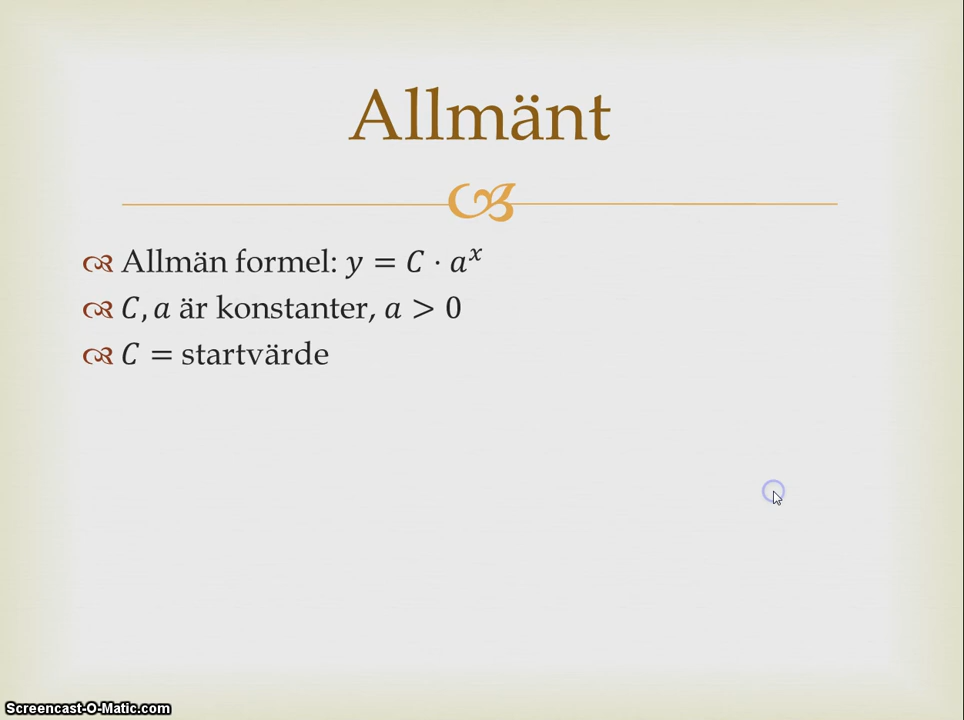 Allmänt
Allmän formel: y = C · a^x
C, a är konstanter, a > 0
C = startvärde
Screencast-O-Matic.com